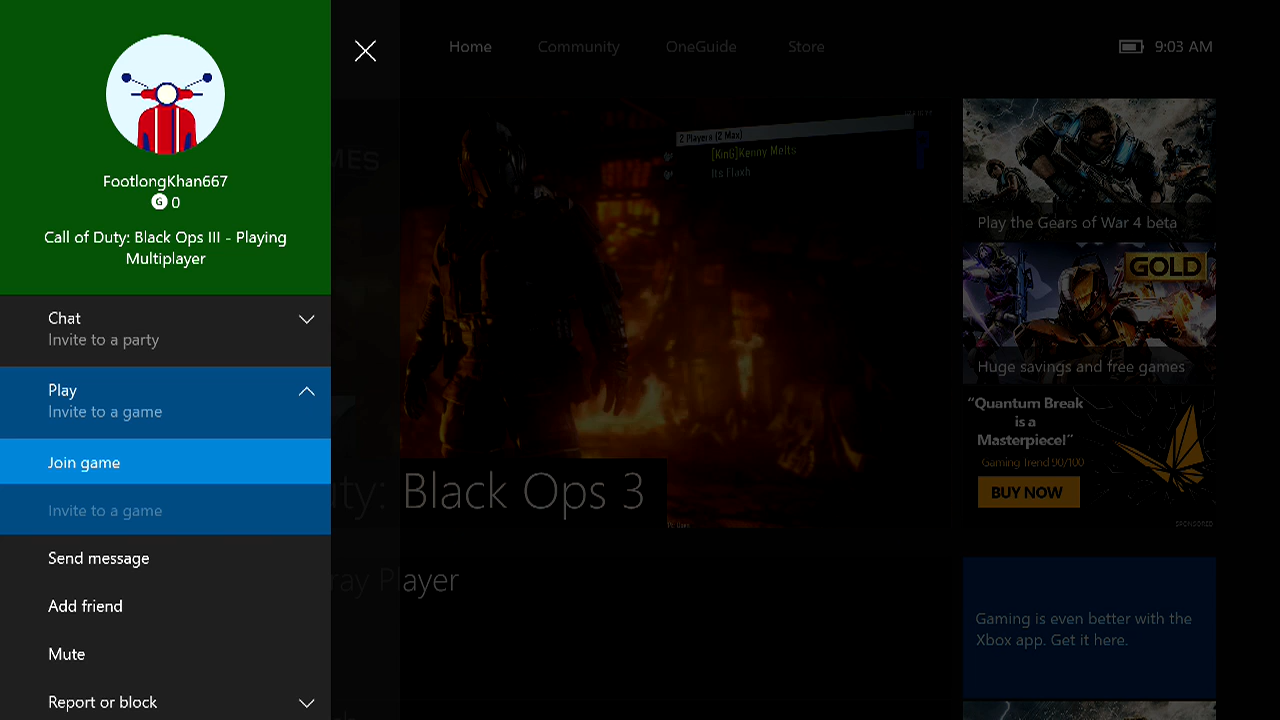 FootlongKhan667
G 0
Call of Duty: Black Ops III - Playing
Multiplayer
Chat
Invite to a party
Play
Invite to a game
Join game
Invite to a game
Send message
Add friend
Mute
Report or block
Home
Community
OneGuide
Store
9:03 AM
MES
2 Players (2 Max)
[KinG]Kenny Melts
Its Flaxh
ty: Black Ops 3
ray Player
Play the Gears of War 4 beta
GOLD
Huge savings and free games
“Quantum Break
is a
Masterpiece!”
Gaming Trend 90/100
BUY NOW
SPONSORED
Gaming is even better with the
Xbox app. Get it here.